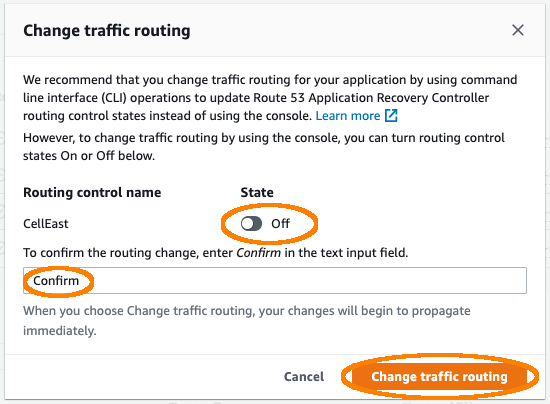 Change traffic routing
We recommend that you change traffic routing for your application by using command
line interface (CLI) operations to update Route 53 Application Recovery Controller
routing control states instead of using the console. Learn more
However, to change traffic routing by using the console, you can turn routing control
states On or Off below.
Routing control name State
CellEast Off
To confirm the routing change, enter Confirm in the text input field.
Confirm
When you choose Change traffic routing, your changes will begin to propagate
immediately.
Cancel Change traffic routing